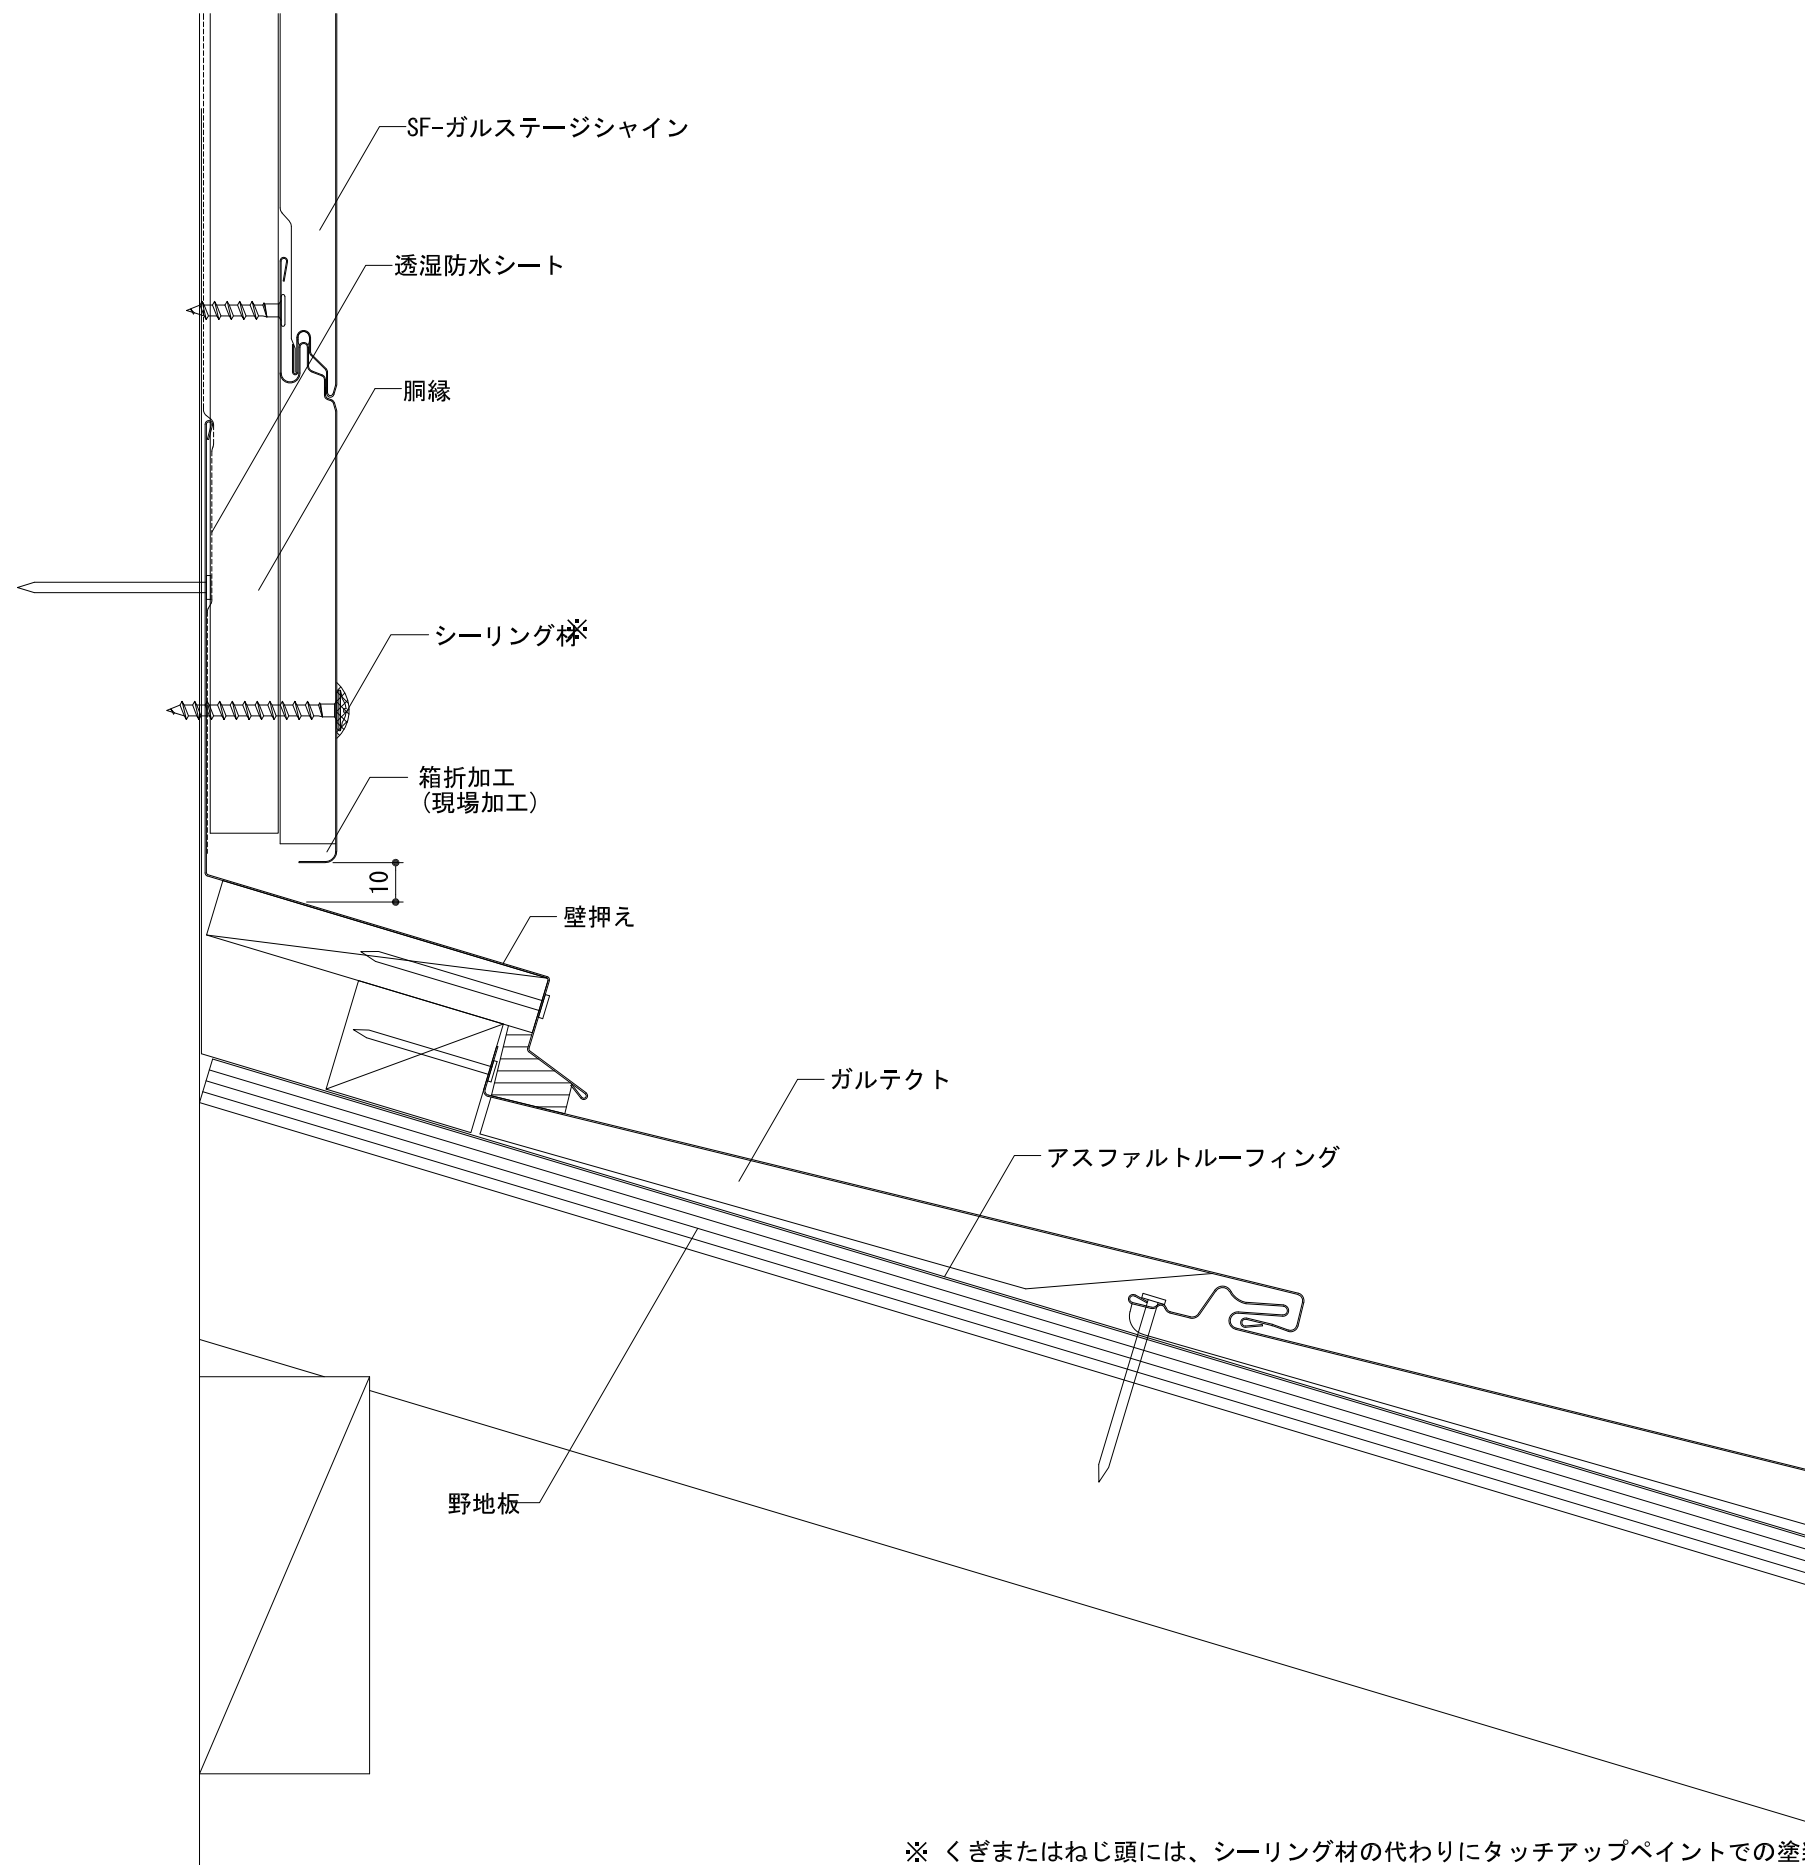 SF-ガルステージシャイン
透湿防水シート
胴縁
シーリング材※
箱折加工
（現場加工）
10
壁押え
ガルテクト
アスファルトルーフィング
野地板
※ くぎまたはねじ頭には、シーリング材の代わりにタッチアップペイントでの塗